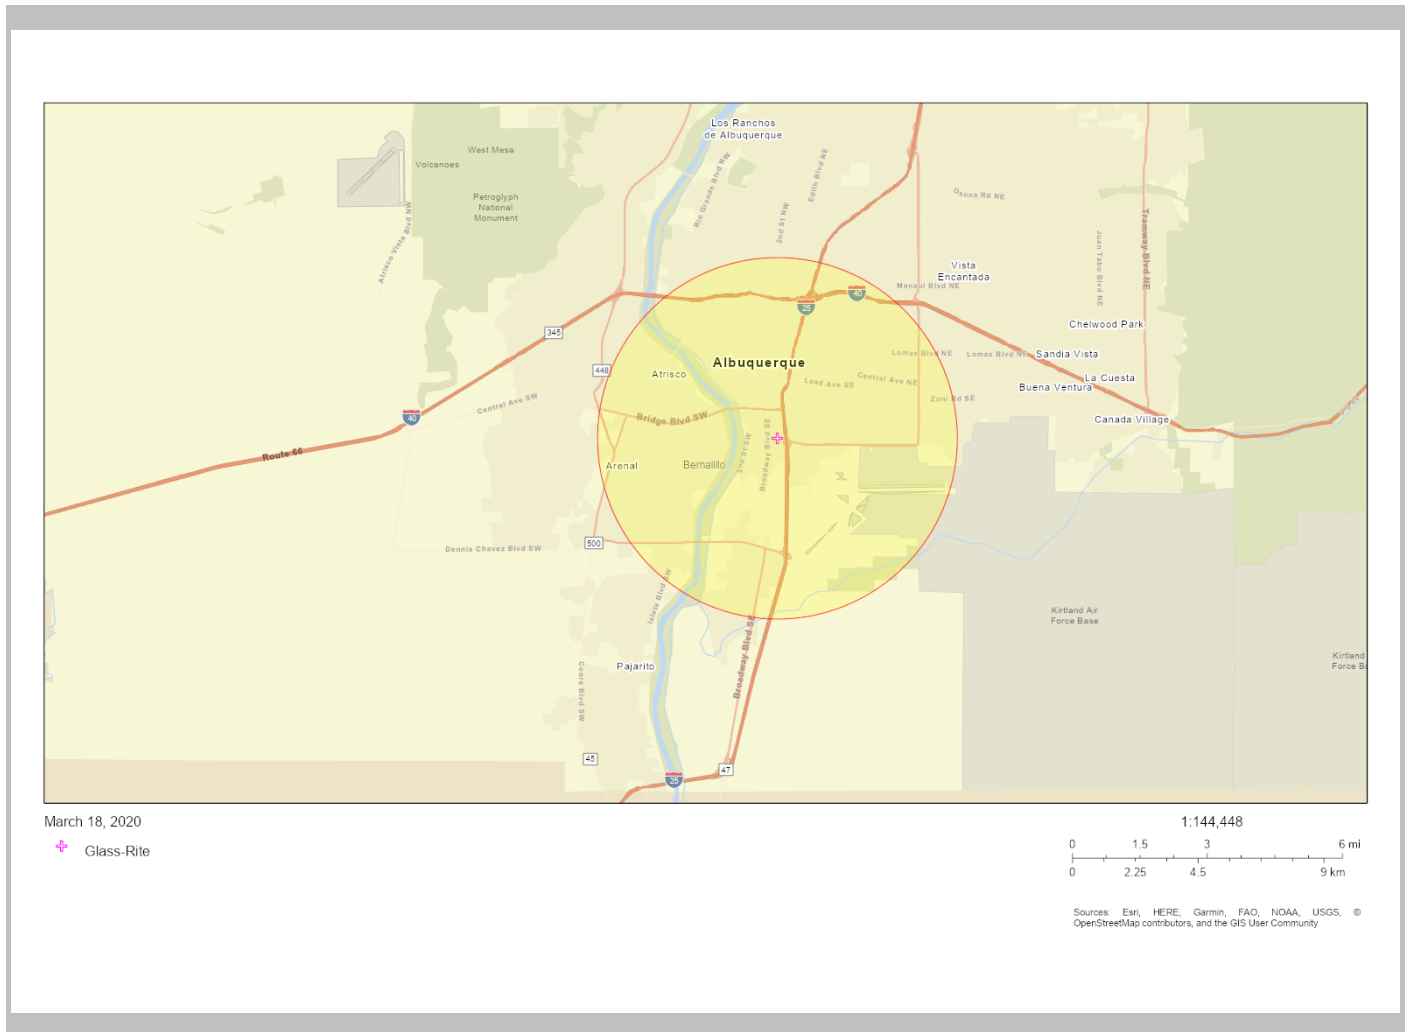 Los Ranchos
de Albuquerque
West Mesa
Volcanoes
Petroglyph
National
Monument
Atrisco Vista Blvd NW
Rio Grande Blvd NW
2nd St NW
Edith Blvd NE
Osuna Rd NE
Juan Tabo Blvd NE
Tramway Blvd NE
Vista
Encantada
Menaul Blvd NE
40
25
345
Chelwood Park
448
Albuquerque
Atrisco
Lomas Blvd NE
Lomas Blvd NE
Sandia Vista
Lead Ave SE
Central Ave NE
La Cuesta
Buena Ventura
Zuni Rd SE
Canada Village
40
Central Ave SW
Bridge Blvd SW
Route 66
Arenal
Bernalillo
2nd St SW
Broadway Blvd SE
500
Dennis Chavez Blvd SW
Isleta Blvd SW
Kirtland Air
Force Base
Kirtland
Force Ba
Pajarito
Coors Blvd SW
Broadway Blvd SE
45
47
25
March 18, 2020
Glass-Rite
1:144,448
0 1.5 3 6 mi
0 2.25 4.5 9 km
Sources: Esri, HERE, Garmin, FAO, NOAA, USGS, ©
OpenStreetMap contributors, and the GIS User Community